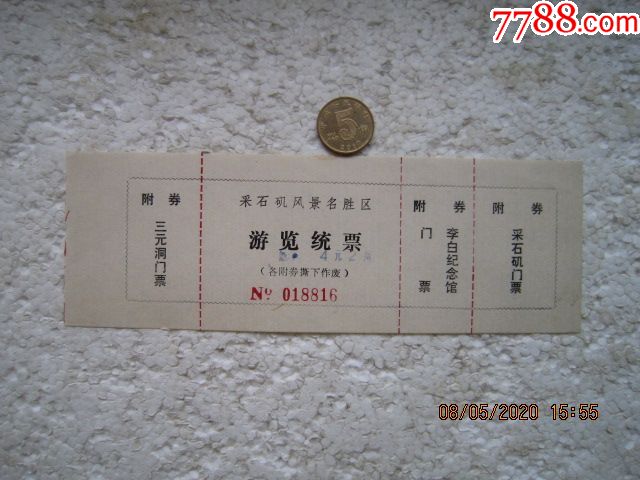 7788.com
5
附券
三元洞门票
采石矶风景名胜区
游览统票
4元2角
(各附券撕下作废)
No 018816
附券
李白纪念馆
门票
附券
采石矶门票
08/05/2020 15:55